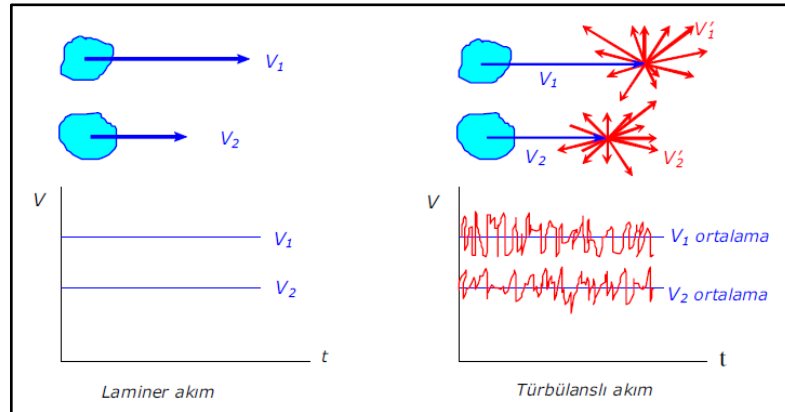 V₁
V₂
V
V₁
V₂
t
Laminer akım
V₁′
V₁
V₂
V₂′
V
V₁ ortalama
V₂ ortalama
t
Türbülanslı akım